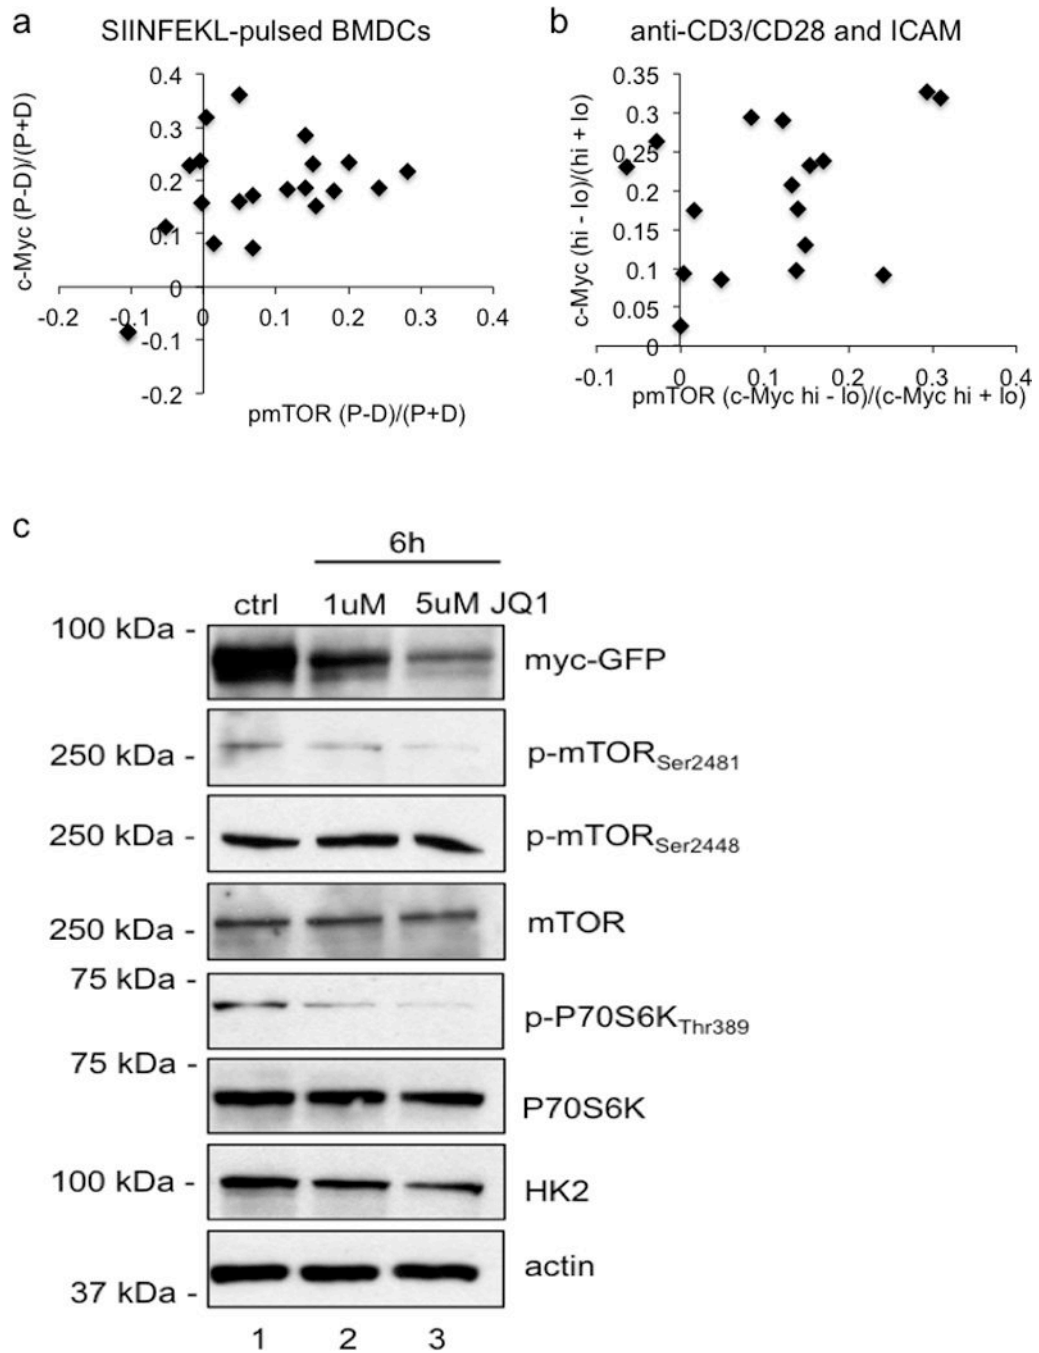 a
SIINFEKL-pulsed BMDCs
c-Myc (P-D)/(P+D)
0.4
0.3
0.2
0.1
0
-0.1
-0.2
-0.2 -0.1 0 0.1 0.2 0.3 0.4
pmTOR (P-D)/(P+D)
b
anti-CD3/CD28 and ICAM
c-Myc (hi - lo)/(hi + lo)
0.35
0.3
0.25
0.2
0.15
0.1
0.05
0
-0.1 0 0.1 0.2 0.3 0.4
pmTOR (c-Myc hi - lo)/(c-Myc hi + lo)
c
6h
ctrl 1uM 5uM JQ1
100 kDa - myc-GFP
250 kDa - p-mTORSer2481
250 kDa - p-mTORSer2448
250 kDa - mTOR
75 kDa - p-P70S6KThr389
75 kDa - P70S6K
100 kDa - HK2
37 kDa - actin
1 2 3